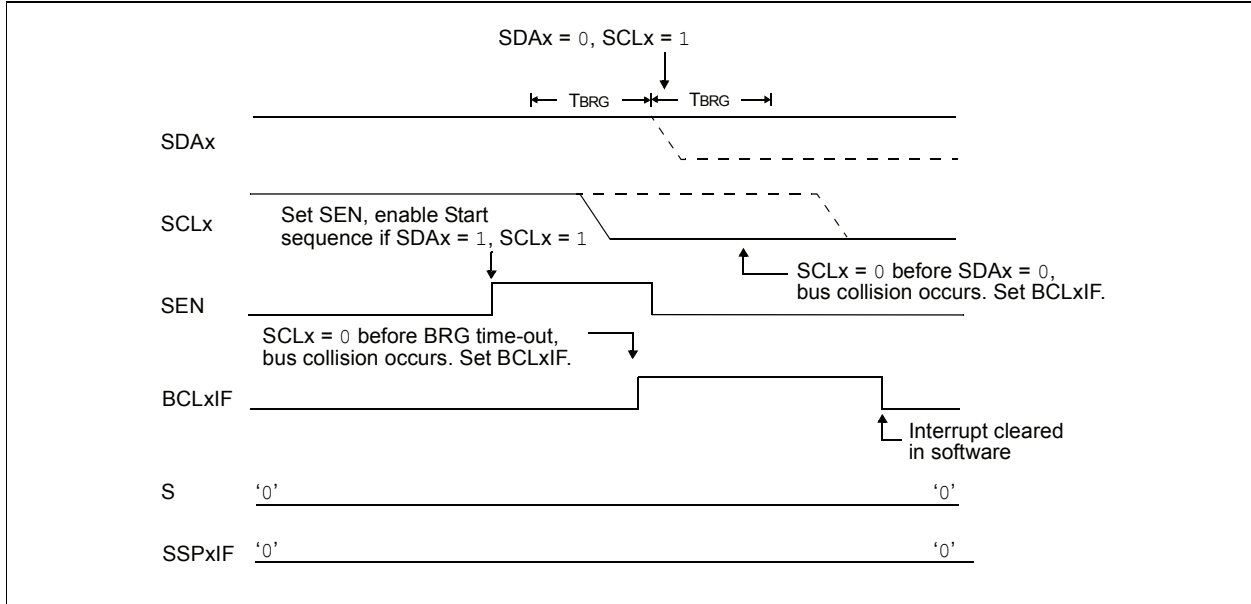 SDAx = 0, SCLx = 1
TBRG TBRG
SDAx
SCLx
Set SEN, enable Start
sequence if SDAx = 1, SCLx = 1
SCLx = 0 before SDAx = 0,
bus collision occurs. Set BCLxIF.
SEN
SCLx = 0 before BRG time-out,
bus collision occurs. Set BCLxIF.
BCLxIF
Interrupt cleared
in software
S ‘0’ ‘0’
SSPxIF ‘0’ ‘0’